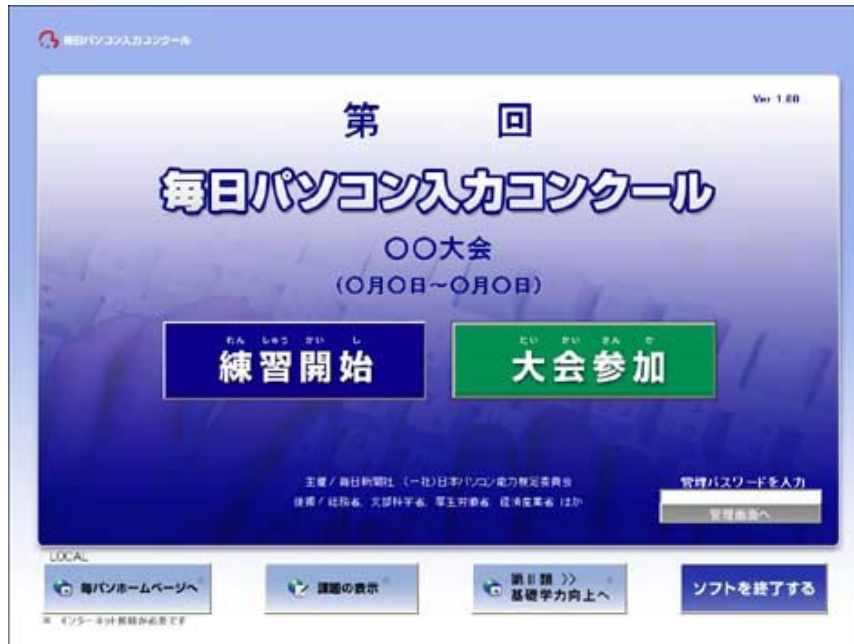 毎日パソコン入力コンクール
Ver 1.00
第 回
毎日パソコン入力コンクール
〇〇大会
(〇月〇日～〇月〇日)
れん しゅう かい し
練習開始
たい かい さん か
大会参加
主催/毎日新聞社 (一社)日本パソコン能力検定委員会
後援/総務省、文部科学省、厚生労働省、経済産業省 ほか
管理パスワードを入力
管理画面へ
LOCAL
毎パソホームページへ
課題の表示
第Ⅱ類 >>
基礎学力向上へ
ソフトを終了する
※ インターネット接続が必要です